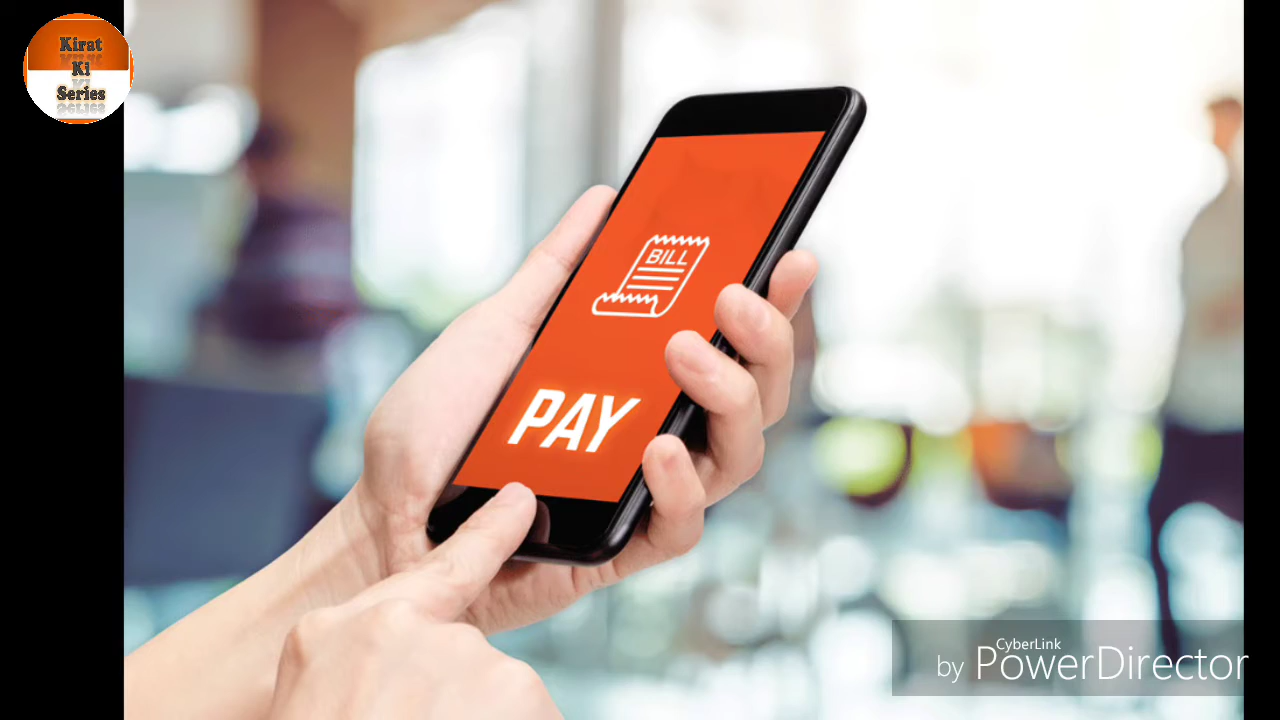 Kirat
Ki
Series
BILL
PAY
by CyberLink
PowerDirector